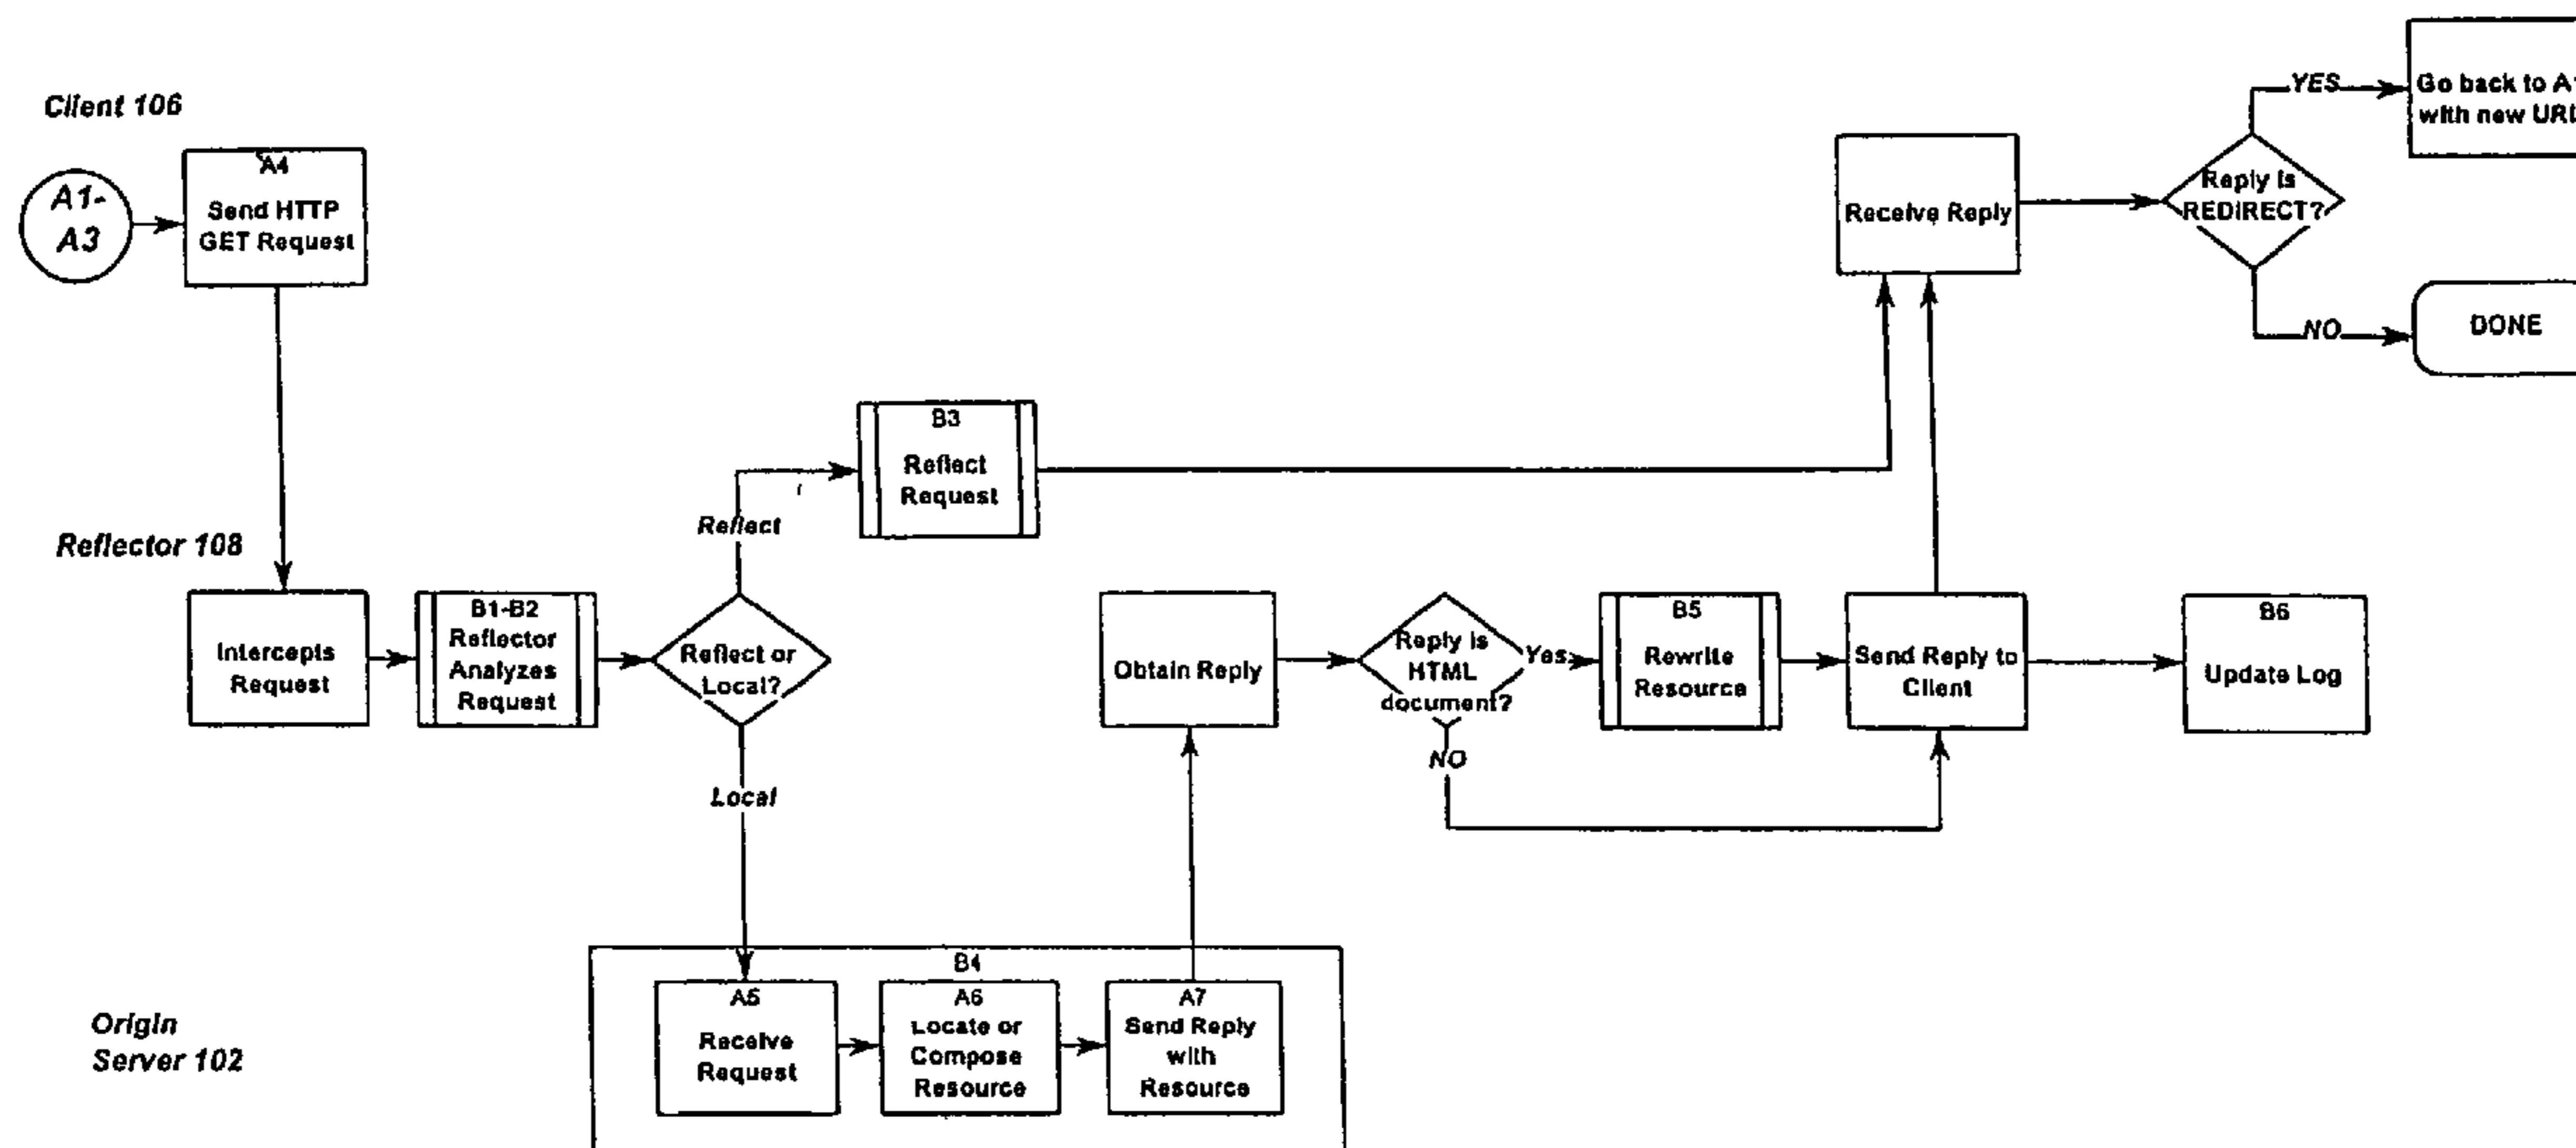 Client 106
A1-
A3
A4
Send HTTP
GET Request
Receive Reply
Reply is
REDIRECT?
YES
Go back to A
with new URL
NO
DONE
B3
Reflect
Request
Reflect
Reflector 108
Intercepts
Request
B1-B2
Reflector
Analyzes
Request
Reflect or
Local?
Local
Obtain Reply
Reply is
HTML
document?
Yes
NO
B5
Rewrite
Resource
Send Reply to
Client
B6
Update Log
Origin
Server 102
B4
A5
Receive
Request
A6
Locate or
Compose
Resource
A7
Send Reply
with
Resource